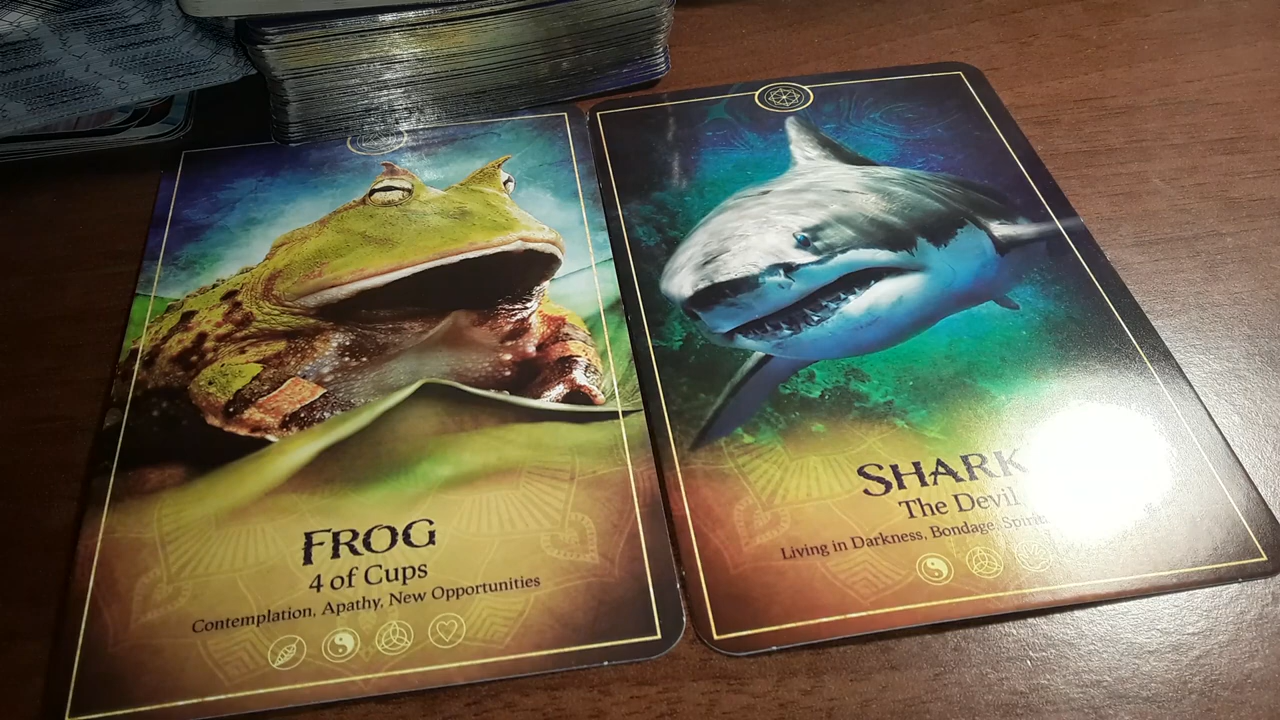 FROG
4 of Cups
Contemplation, Apathy, New Opportunities
SHARK
The Devil
Living in Darkness, Bondage,